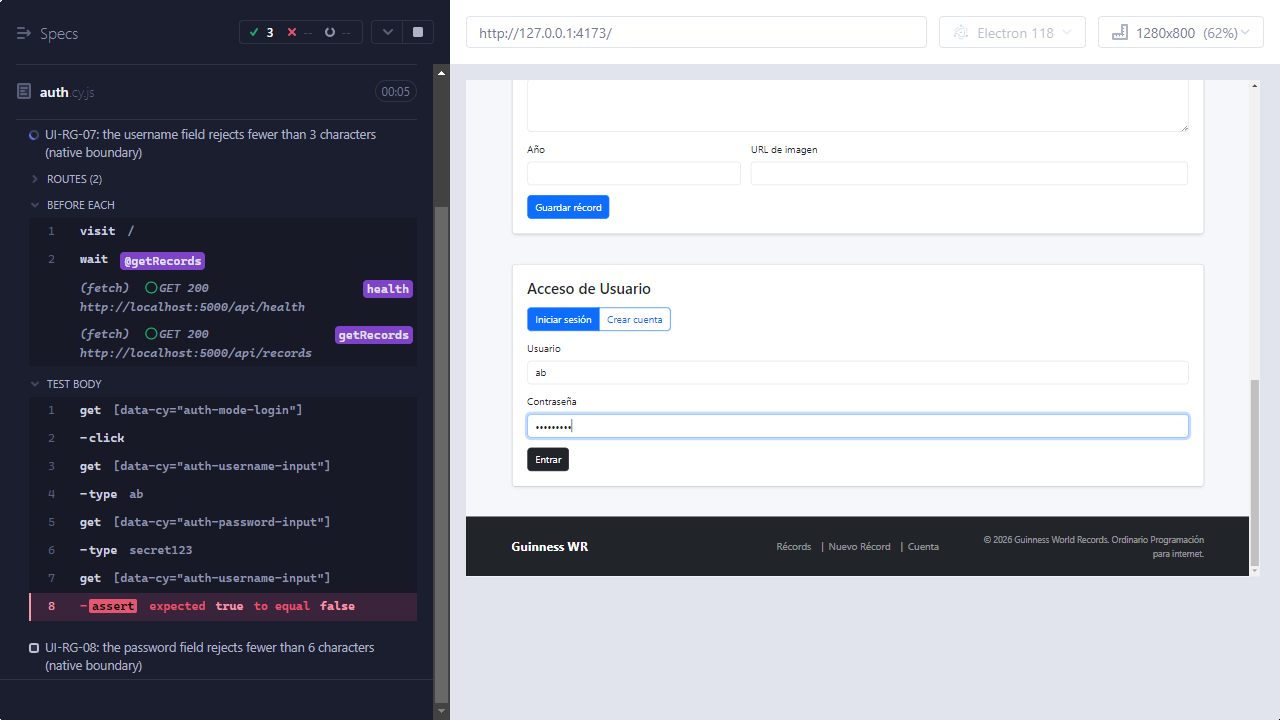 Specs
3
--
--
auth.cy.js
00:05
UI-RG-07: the username field rejects fewer than 3 characters
(native boundary)
ROUTES (2)
BEFORE EACH
1 visit /
2 wait @getRecords
(fetch) GET 200 health
http://localhost:5000/api/health
(fetch) GET 200 getRecords
http://localhost:5000/api/records
TEST BODY
1 get [data-cy="auth-mode-login"]
2 -click
3 get [data-cy="auth-username-input"]
4 -type ab
5 get [data-cy="auth-password-input"]
6 -type secret123
7 get [data-cy="auth-username-input"]
8 -assert expected true to equal false
UI-RG-08: the password field rejects fewer than 6 characters
(native boundary)
http://127.0.0.1:4173/
Electron 118
1280x800 (62%)
Año URL de imagen
Guardar récord
Acceso de Usuario
Iniciar sesión Crear cuenta
Usuario
ab
Contraseña
•••••••••
Entrar
Guinness WR
Récords | Nuevo Récord | Cuenta
© 2026 Guinness World Records. Ordinario Programación
para internet.